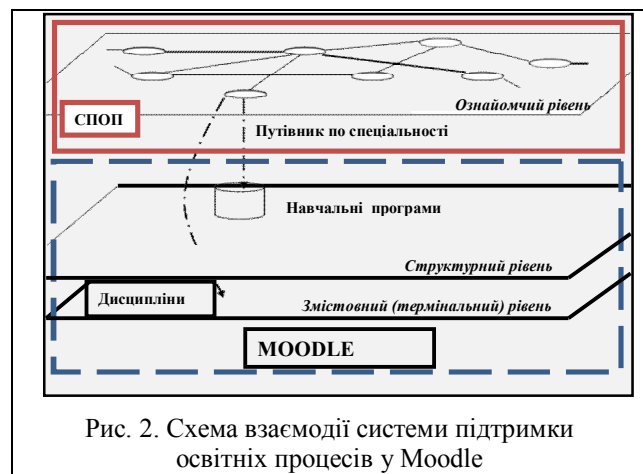 Ознайомчий рівень
СПОП
Путівник по спеціальності
Навчальні програми
Структурний рівень
Дисципліни
Змістовний (термінальний) рівень
MOODLE
Рис. 2. Схема взаємодії системи підтримки
освітніх процесів у Moodle